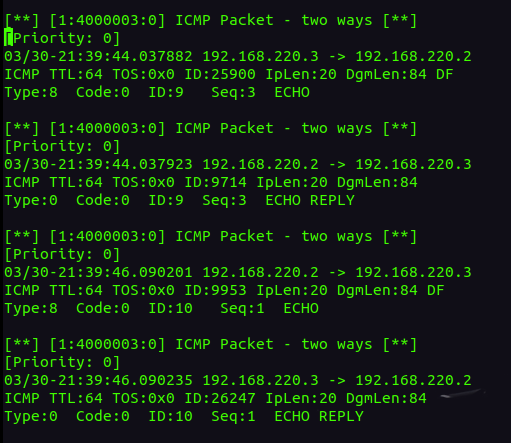 [**] [1:4000003:0] ICMP Packet - two ways [**]
[Priority: 0]
03/30-21:39:44.037882 192.168.220.3 -> 192.168.220.2
ICMP TTL:64 TOS:0x0 ID:25900 IpLen:20 DgmLen:84 DF
Type:8  Code:0  ID:9   Seq:3  ECHO
[**] [1:4000003:0] ICMP Packet - two ways [**]
[Priority: 0]
03/30-21:39:44.037923 192.168.220.2 -> 192.168.220.3
ICMP TTL:64 TOS:0x0 ID:9714 IpLen:20 DgmLen:84
Type:0  Code:0  ID:9  Seq:3  ECHO REPLY
[**] [1:4000003:0] ICMP Packet - two ways [**]
[Priority: 0]
03/30-21:39:46.090201 192.168.220.2 -> 192.168.220.3
ICMP TTL:64 TOS:0x0 ID:9953 IpLen:20 DgmLen:84 DF
Type:8  Code:0  ID:10   Seq:1  ECHO
[**] [1:4000003:0] ICMP Packet - two ways [**]
[Priority: 0]
03/30-21:39:46.090235 192.168.220.3 -> 192.168.220.2
ICMP TTL:64 TOS:0x0 ID:26247 IpLen:20 DgmLen:84
Type:0  Code:0  ID:10  Seq:1  ECHO REPLY